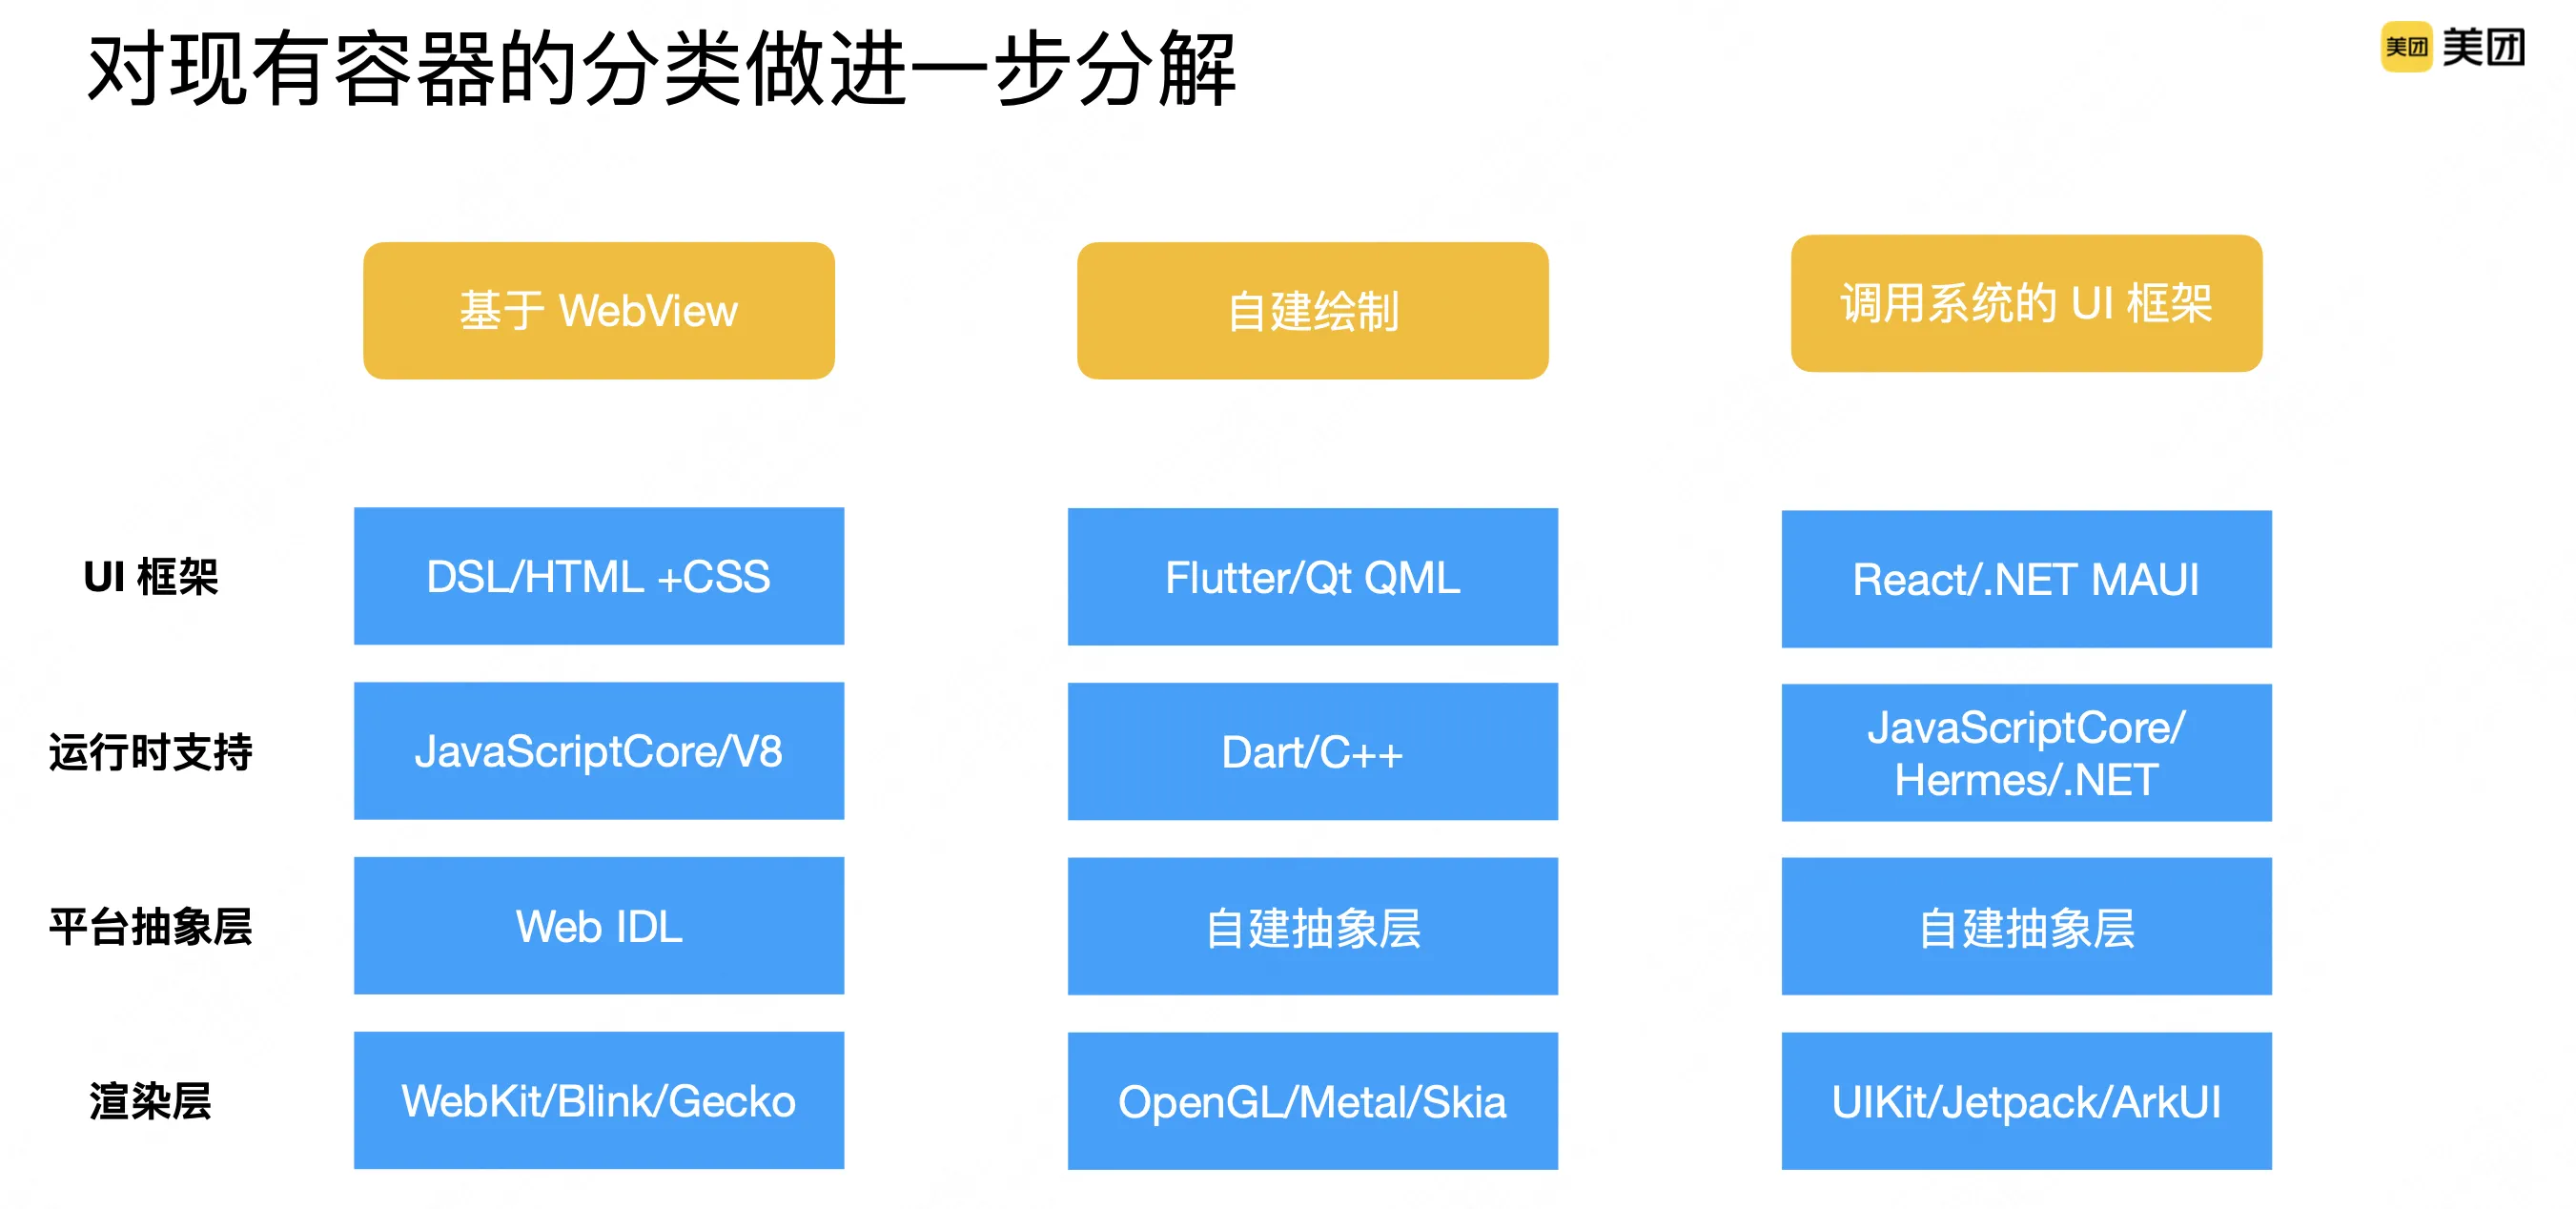 对现有容器的分类做进一步分解
美团 美团
基于 WebView
自建绘制
调用系统的 UI 框架
UI 框架
DSL/HTML +CSS
Flutter/Qt QML
React/.NET MAUI
运行时支持
JavaScriptCore/V8
Dart/C++
JavaScriptCore/
Hermes/.NET
平台抽象层
Web IDL
自建抽象层
自建抽象层
渲染层
WebKit/Blink/Gecko
OpenGL/Metal/Skia
UIKit/Jetpack/ArkUI